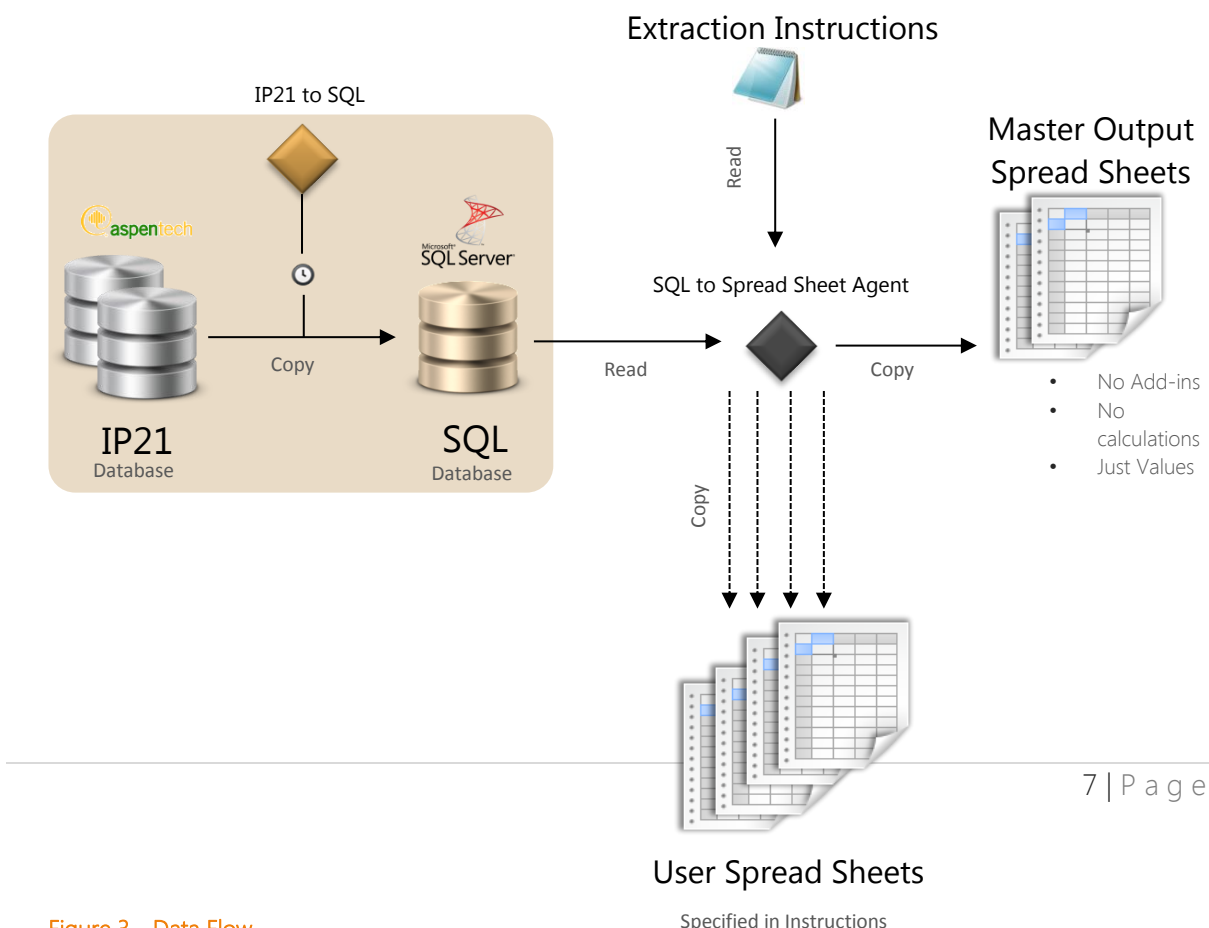 Extraction Instructions
IP21 to SQL
Read
Master Output
Spread Sheets
aspentech
Microsoft
SQL Server
SQL to Spread Sheet Agent
Copy
Read
Copy
• No Add-ins
• No
calculations
• Just Values
IP21
Database
SQL
Database
Copy
7 | P a g e
User Spread Sheets
Specified in Instructions
Figure 3 Data Flow